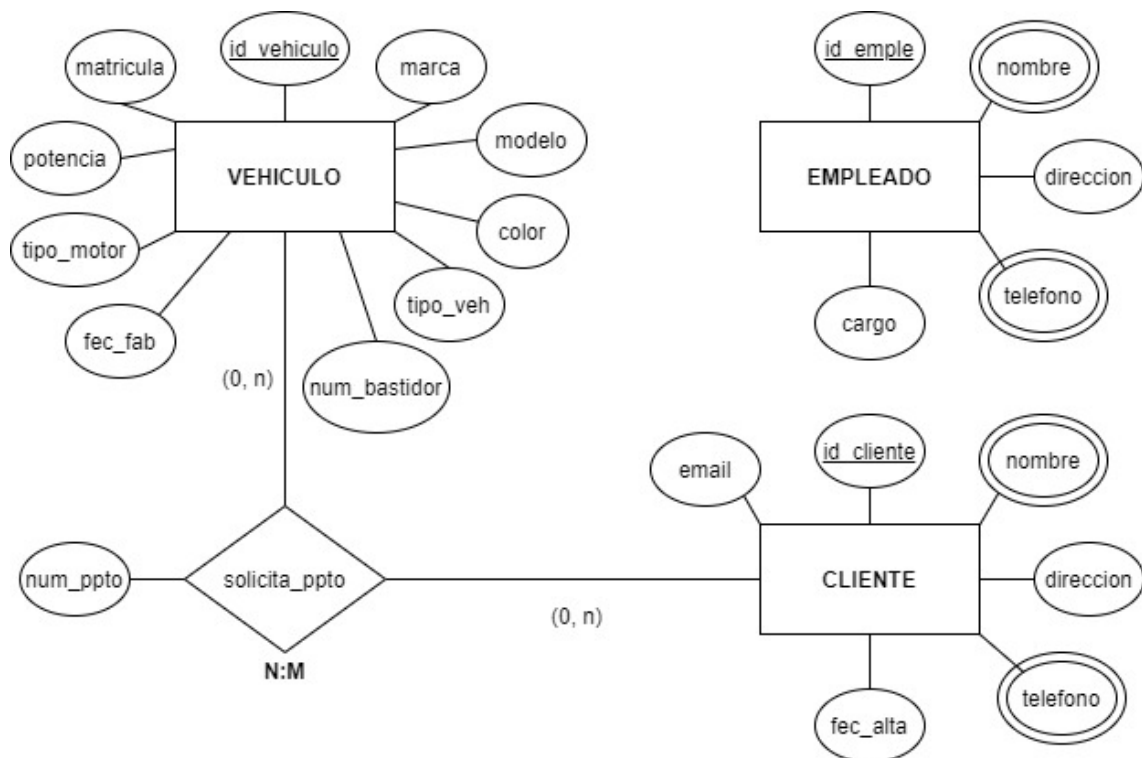 id_vehiculo
matricula
marca
potencia
VEHICULO
modelo
tipo_motor
color
tipo_veh
fec_fab
num_bastidor
(0, n)
id_emple
nombre
EMPLEADO
direccion
telefono
cargo
email
id_cliente
nombre
num_ppto
solicita_ppto
N:M
(0, n)
CLIENTE
direccion
telefono
fec_alta